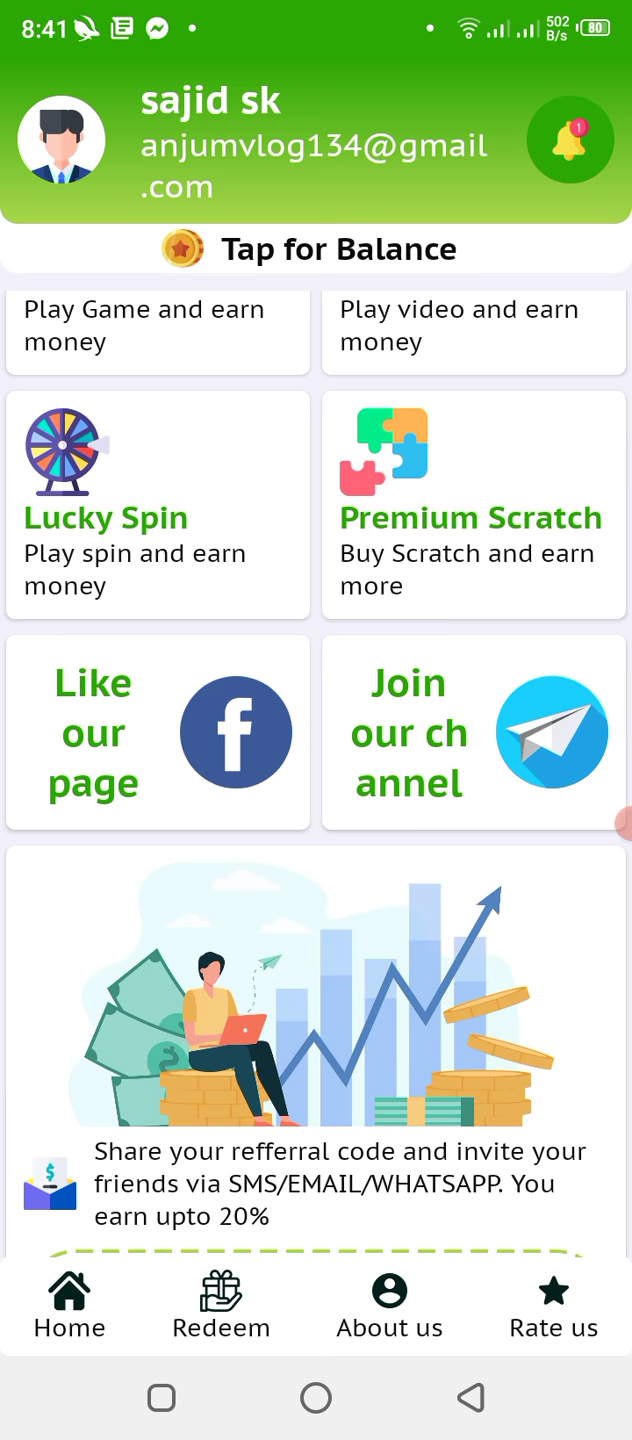 8:41
502
B/s
80
sajid sk
anjumvlog134@gmail
.com
1
Tap for Balance
Play Game and earn
money
Play video and earn
money
Lucky Spin
Play spin and earn
money
Premium Scratch
Buy Scratch and earn
more
Like
our
page
f
Join
our ch
annel
$
$
Share your refferral code and invite your
friends via SMS/EMAIL/WHATSAPP. You
earn upto 20%
Home
Redeem
About us
Rate us